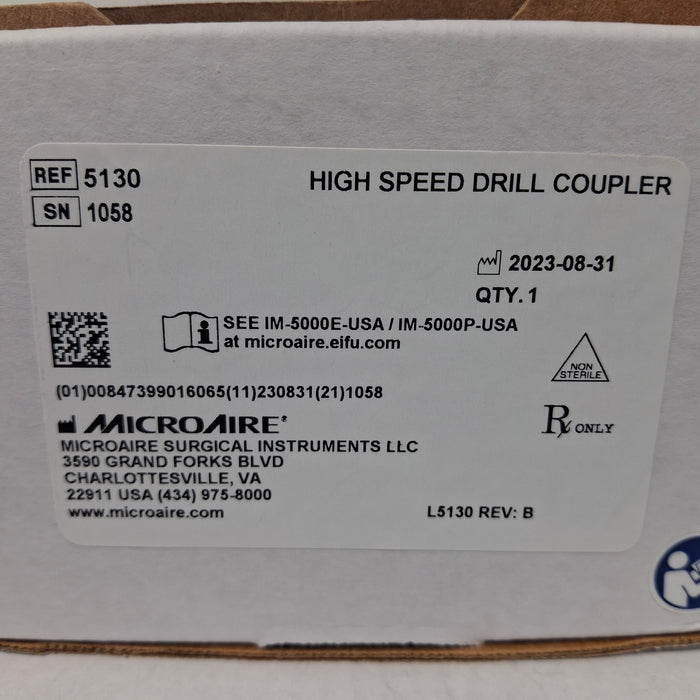 REF 5130
HIGH SPEED DRILL COUPLER
SN 1058
2023-08-31
QTY. 1
SEE IM-5000E-USA / IM-5000P-USA
at microaire.eifu.com
NON
STERILE
(01)00847399016065(11)230831(21)1058
MICROAIRE®
Rx ONLY
MICROAIRE SURGICAL INSTRUMENTS LLC
3590 GRAND FORKS BLVD
CHARLOTTESVILLE, VA
22911 USA (434) 975-8000
www.microaire.com
L5130 REV: B